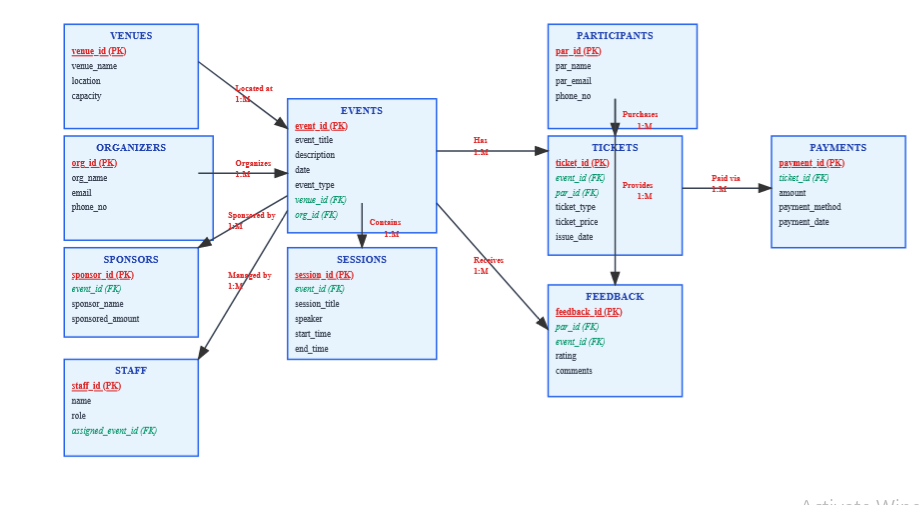 VENUES
venue_id (PK)
venue_name
location
capacity
Located at
1:M
ORGANIZERS
org_id (PK)
org_name
email
phone_no
Organizes
1:M
SPONSORS
sponsor_id (PK)
event_id (FK)
sponsor_name
sponsored_amount
Sponsored by
1:M
STAFF
staff_id (PK)
name
role
assigned_event_id (FK)
Managed by
1:M
EVENTS
event_id (PK)
event_title
description
date
event_type
venue_id (FK)
org_id (FK)
Contains
1:M
SESSIONS
session_id (PK)
event_id (FK)
session_title
speaker
start_time
end_time
Has
1:M
Receives
1:M
PARTICIPANTS
par_id (PK)
par_name
par_email
phone_no
Purchases
1:M
TICKETS
ticket_id (PK)
event_id (FK)
par_id (FK)
ticket_type
ticket_price
issue_date
Provides
1:M
FEEDBACK
feedback_id (PK)
par_id (FK)
event_id (FK)
rating
comments
Paid via
1:M
PAYMENTS
payment_id (PK)
ticket_id (FK)
amount
payment_method
payment_date